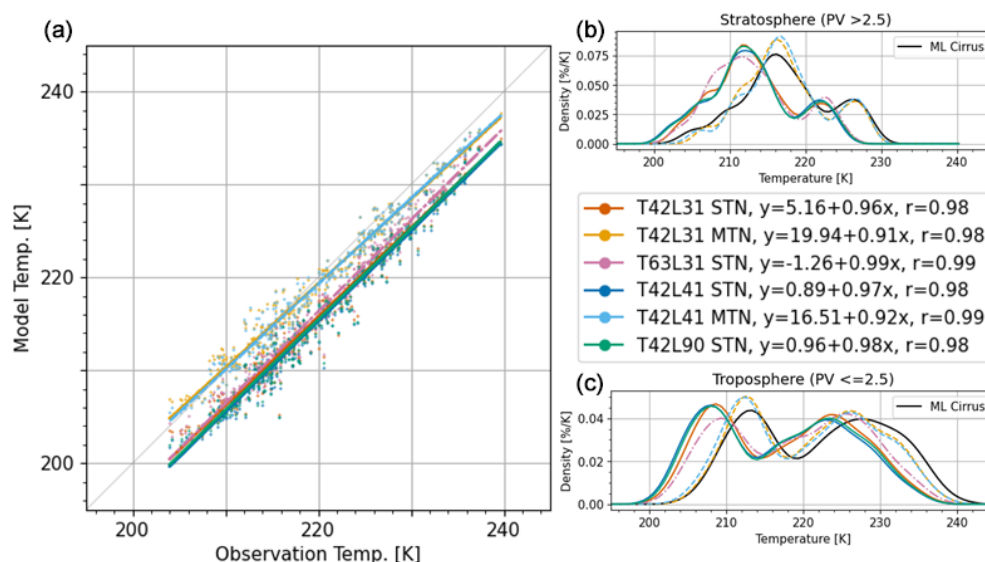 (a)
240
220
200
Model Temp. [K]
200
220
240
Observation Temp. [K]
(b)
Stratosphere (PV >2.5)
ML Cirrus
0.075
0.050
0.025
0.000
Density [%/K]
200
210
220
230
240
Temperature [K]
T42L31 STN, y=5.16+0.96x, r=0.98
T42L31 MTN, y=19.94+0.91x, r=0.98
T63L31 STN, y=-1.26+0.99x, r=0.99
T42L41 STN, y=0.89+0.97x, r=0.98
T42L41 MTN, y=16.51+0.92x, r=0.99
T42L90 STN, y=0.96+0.98x, r=0.98
(c)
Troposphere (PV <=2.5)
ML Cirrus
0.04
0.02
0.00
Density [%/K]
200
210
220
230
240
Temperature [K]